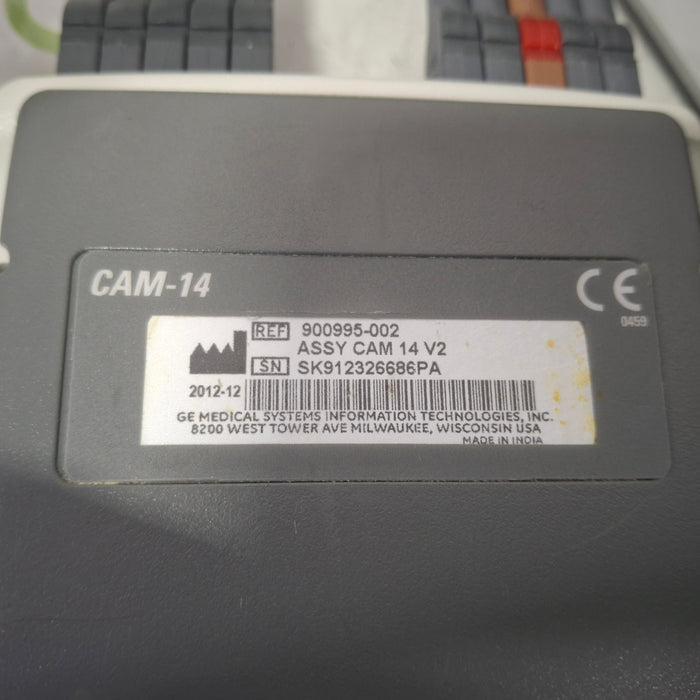 CAM-14
CE
0459
REF 900995-002
ASSY CAM 14 V2
SN SK912326686PA
2012-12
GE MEDICAL SYSTEMS INFORMATION TECHNOLOGIES, INC.
8200 WEST TOWER AVE MILWAUKEE, WISCONSIN USA
MADE IN INDIA